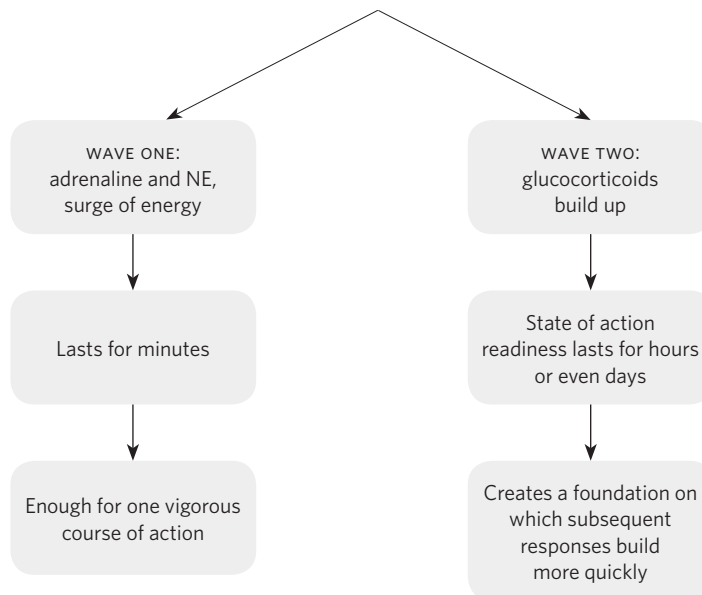 WAVE ONE:
adrenaline and NE,
surge of energy
Lasts for minutes
Enough for one vigorous
course of action
WAVE TWO:
glucocorticoids
build up
State of action
readiness lasts for hours
or even days
Creates a foundation on
which subsequent
responses build
more quickly